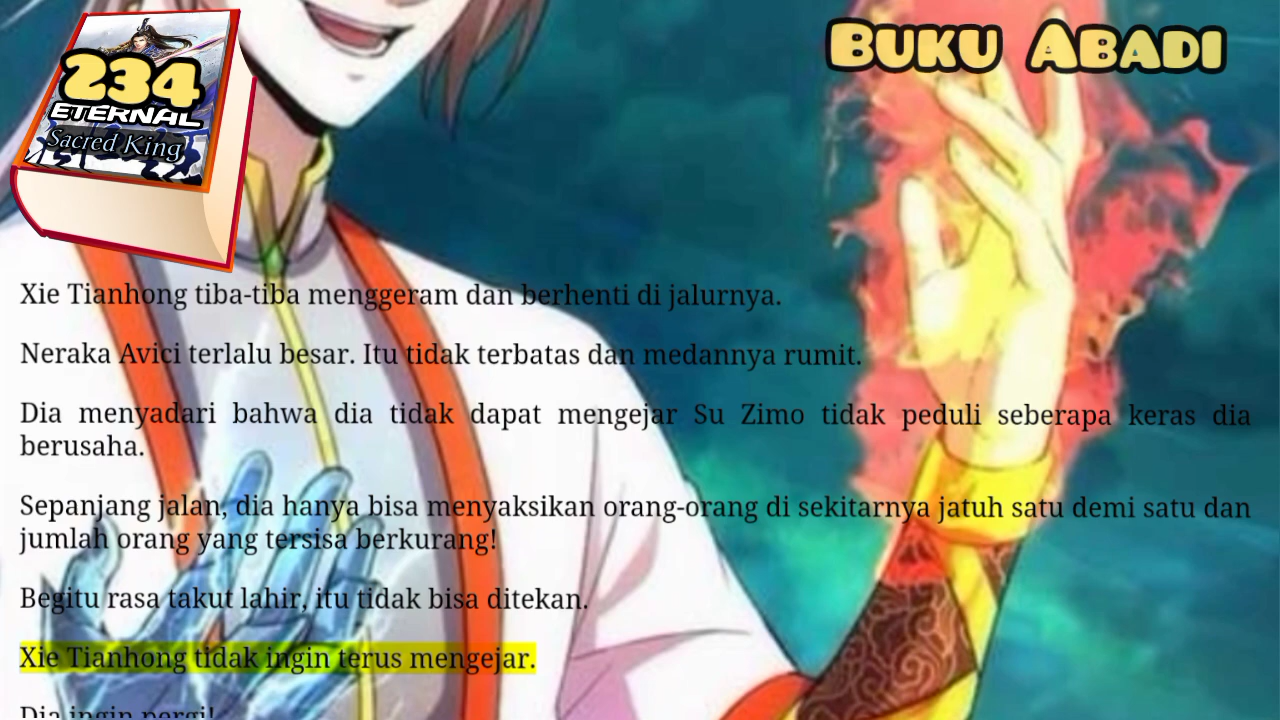 234
ETERNAL
Sacred King
BUKU ABADI
Xie Tianhong tiba-tiba menggeram dan berhenti di jalurnya.
Neraka Avici terlalu besar. Itu tidak terbatas dan medannya rumit.
Dia menyadari bahwa dia tidak dapat mengejar Su Zimo tidak peduli seberapa keras dia
berusaha.
Sepanjang jalan, dia hanya bisa menyaksikan orang-orang di sekitarnya jatuh satu demi satu dan
jumlah orang yang tersisa berkurang!
Begitu rasa takut lahir, itu tidak bisa ditekan.
Xie Tianhong tidak ingin terus mengejar.
Dia ingin pergi!